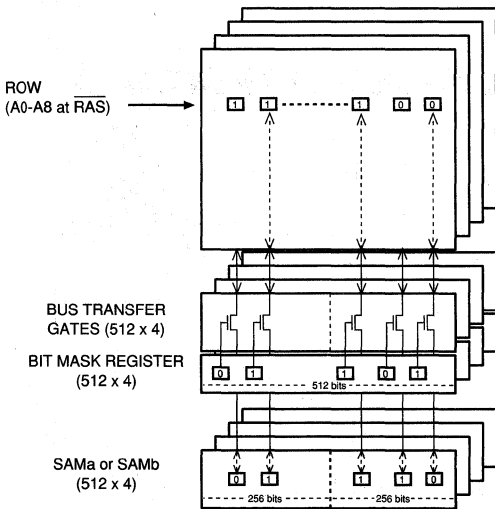 ROW
(A0-A8 at RAS)
1 1 1 0 0
BUS TRANSFER
GATES (512 x 4)
BIT MASK REGISTER
(512 x 4)
0 1 1 0 1
512 bits
SAMa or SAMb
(512 x 4)
0 1 1 1 0
256 bits 256 bits